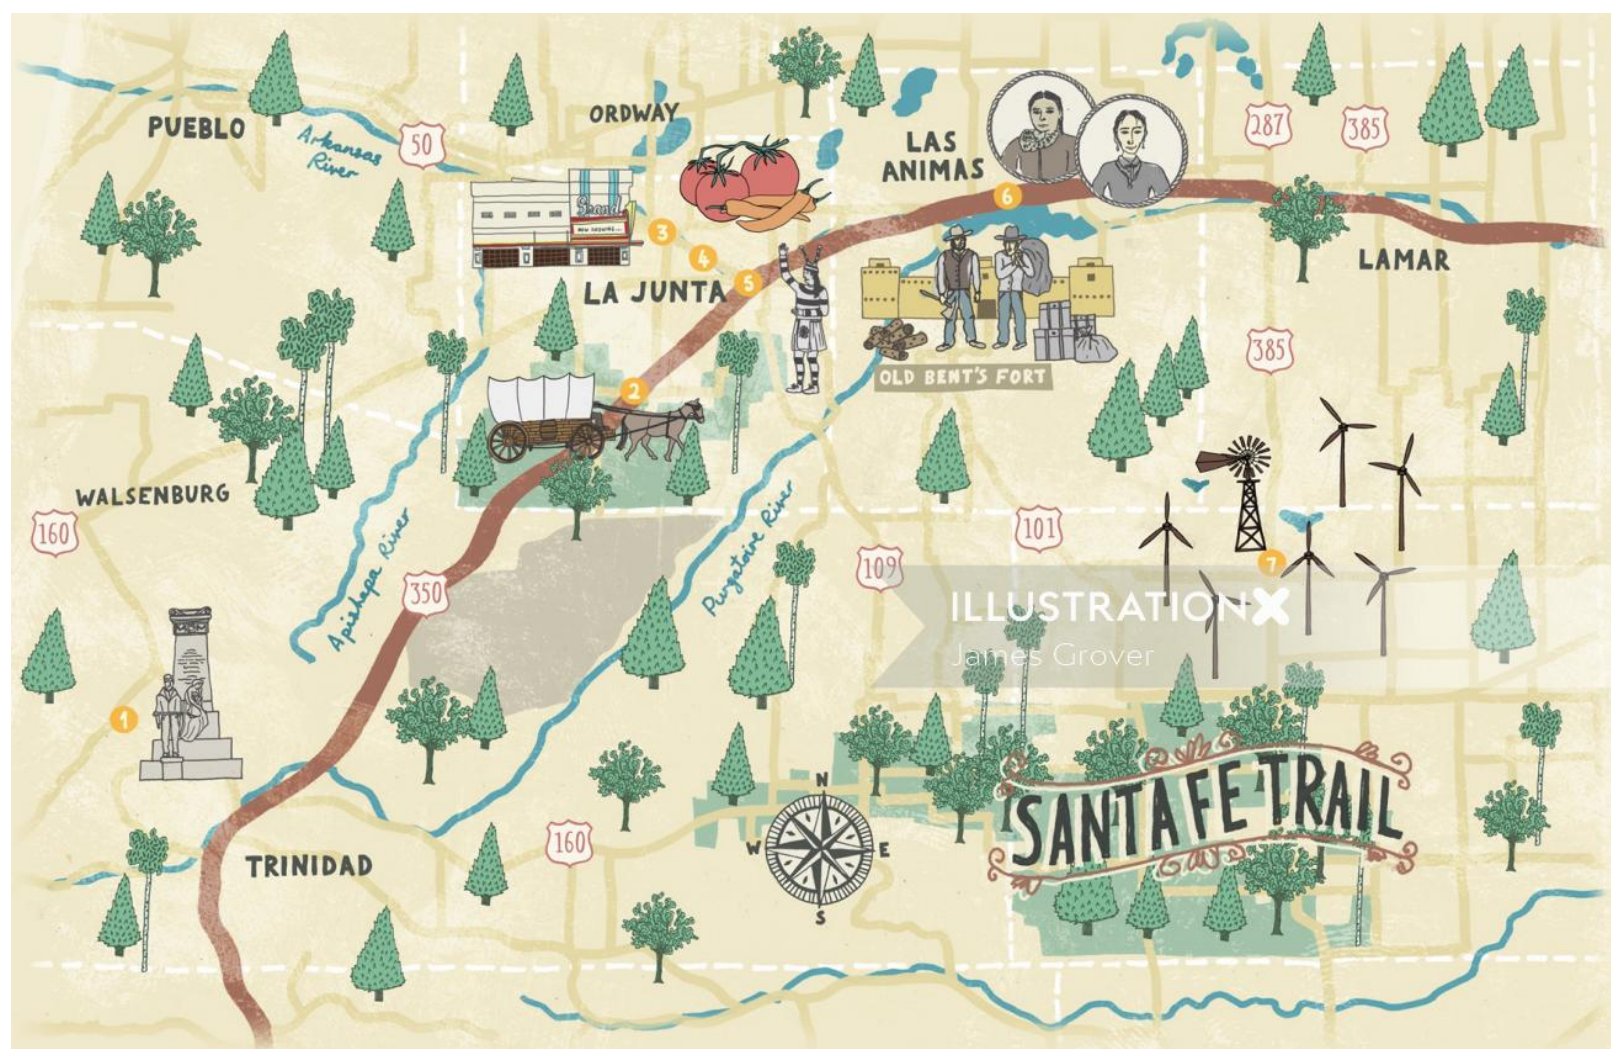 PUEBLO
Arkansas
River
50
ORDWAY
LAS
ANIMAS
287
385
6
Grand
NOW SHOWING...
3
4
5
LA JUNTA
LAMAR
385
OLD BENT'S FORT
2
WALSENBURG
160
Apishapa River
350
Purgatoire River
109
101
7
ILLUSTRATIONX
James Grover
1
160
TRINIDAD
N
W
E
S
SANTA FE TRAIL